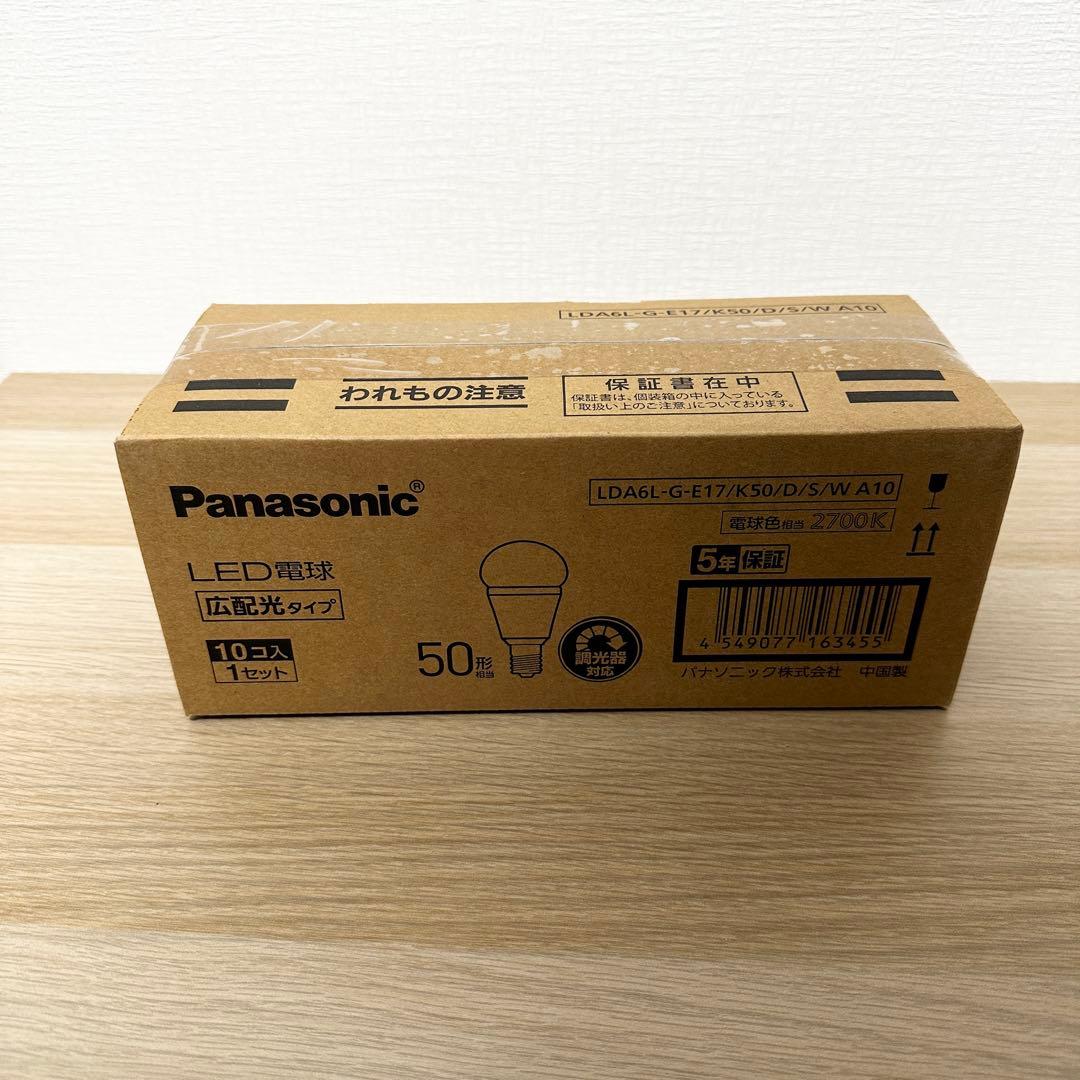 LDA6L-G-E17/K50/D/S/W A10
われもの注意
保証書在中
保証書は、個装箱の中に入っている
「取扱い上のご注意」についております。
Panasonic®
LDA6L-G-E17/K50/D/S/W A10
電球色相当 2700K
LED電球
広配光タイプ
5年保証
10コ入
1セット
50形相当
調光器
対応
4 549077 163455
パナソニック株式会社 中国製